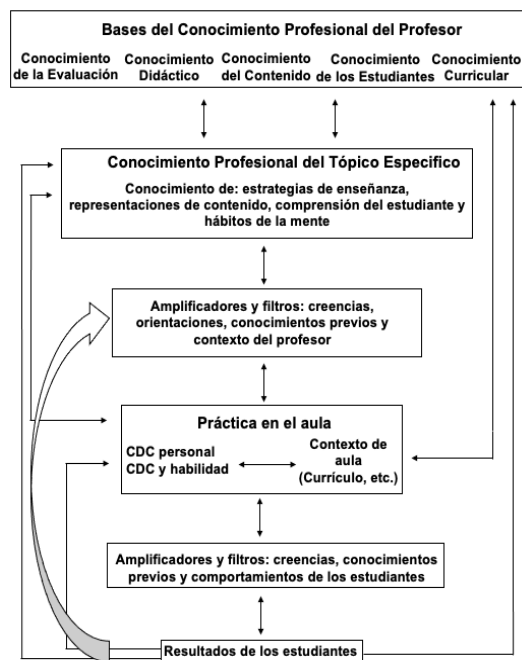 Bases del Conocimiento Profesional del Profesor
Conocimiento de la Evaluación
Conocimiento Didáctico
Conocimiento del Contenido
Conocimiento de los Estudiantes
Conocimiento Curricular
Conocimiento Profesional del Tópico Especifico
Conocimiento de: estrategias de enseñanza,
representaciones de contenido, comprensión del estudiante y
hábitos de la mente
Amplificadores y filtros: creencias,
orientaciones, conocimientos previos y
contexto del profesor
Práctica en el aula
CDC personal
CDC y habilidad
Contexto de
aula
(Currículo, etc.)
Amplificadores y filtros: creencias, conocimientos
previos y comportamientos de los estudiantes
Resultados de los estudiantes